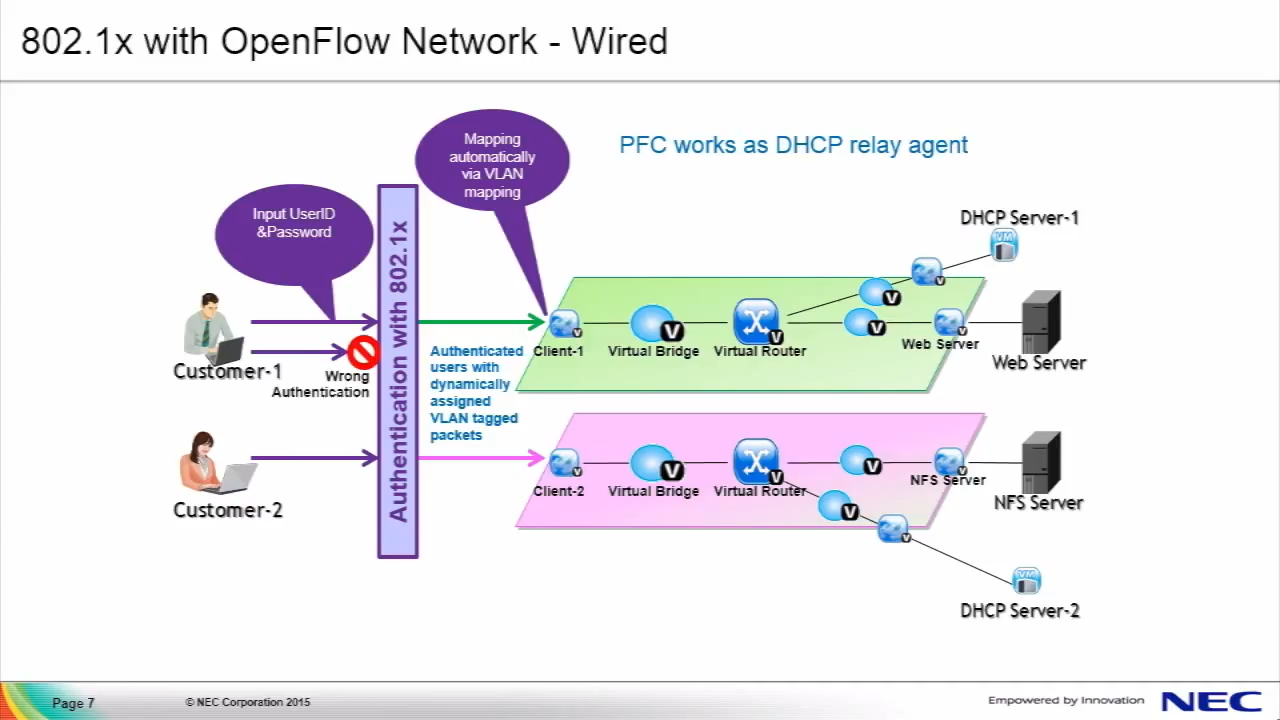 802.1x with OpenFlow Network - Wired
Mapping
automatically
via VLAN
mapping
PFC works as DHCP relay agent
Input UserID
&Password
Authentication with 802.1x
DHCP Server-1
VM
Client-1
Virtual Bridge
Virtual Router
Web Server
Web Server
V
V
V
V
V
V
V
Customer-1
Wrong
Authentication
Authenticated
users with
dynamically
assigned
VLAN tagged
packets
Customer-2
Client-2
Virtual Bridge
Virtual Router
NFS Server
NFS Server
V
V
V
V
V
V
V
VM
DHCP Server-2
Page 7
© NEC Corporation 2015
Empowered by Innovation
NEC